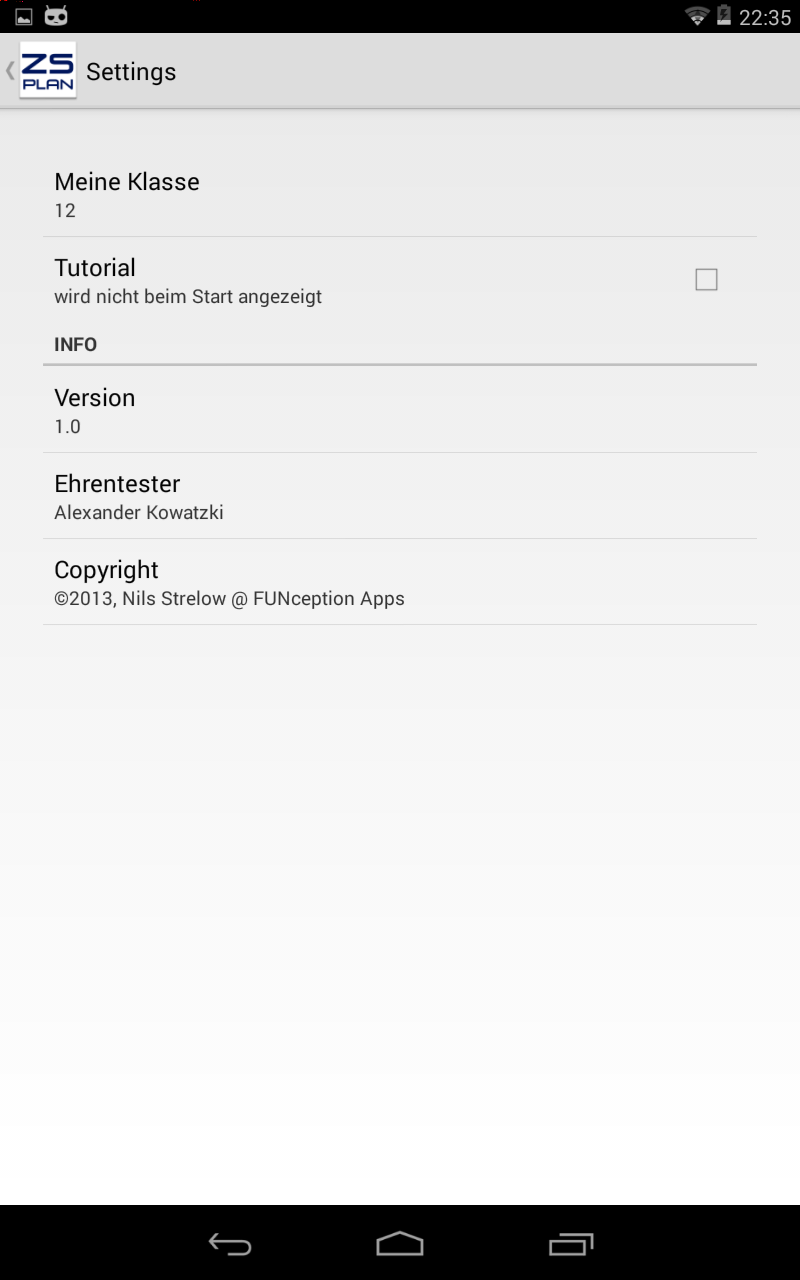 22:35
ZS
PLAN
Settings
Meine Klasse
12
Tutorial
wird nicht beim Start angezeigt
INFO
Version
1.0
Ehrentester
Alexander Kowatzki
Copyright
©2013, Nils Strelow @ FUNception Apps